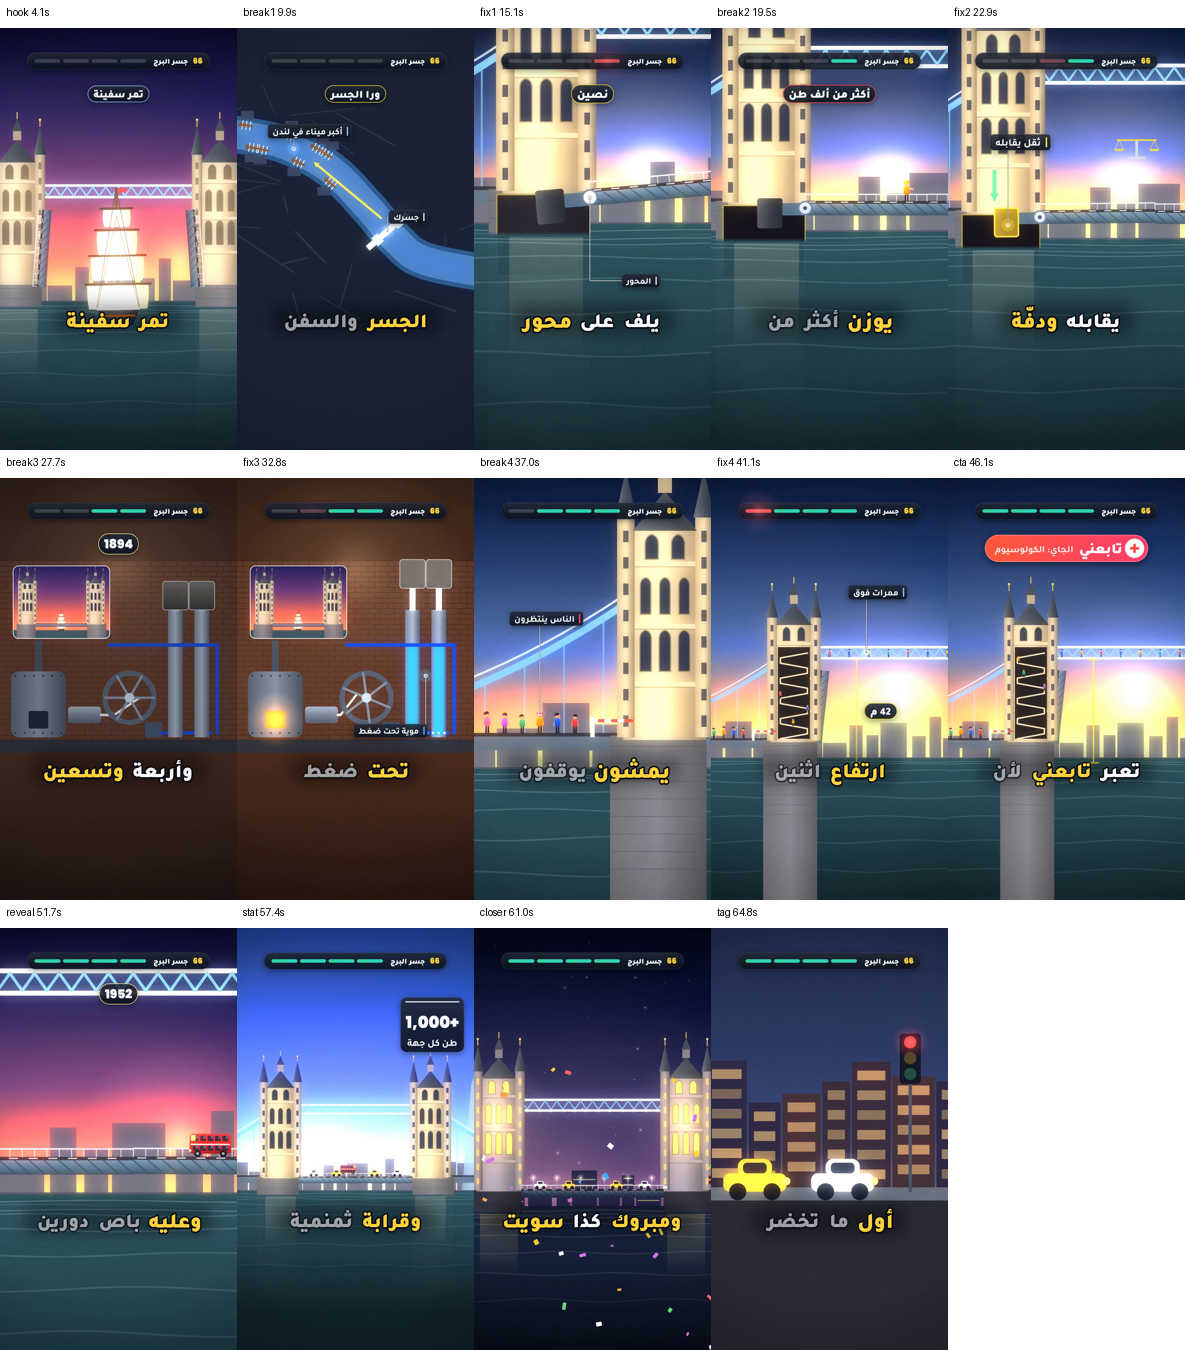 hook 4.1s
66 جسر البرج
تمر سفينة
تمر سفينة
break1 9.9s
66 جسر البرج
ورا الجسر
أكبر ميناء في لندن
جسرك
الجسر والسفن
fix1 15.1s
66 جسر البرج
نصين
المحور
يلف على محور
break2 19.5s
66 جسر البرج
أكثر من ألف طن
يوزن أكثر من
fix2 22.9s
66 جسر البرج
ثقل يقابله
يقابله ودفّة
break3 27.7s
66 جسر البرج
1894
وأربعة وتسعين
fix3 32.8s
66 جسر البرج
موية تحت ضغط
تحت ضغط
break4 37.0s
66 جسر البرج
الناس ينتظرون
يمشون يوقفون
fix4 41.1s
66 جسر البرج
ممرات فوق
42 م
ارتفاع اثنين
cta 46.1s
66 جسر البرج
تابعني الجاي: الكولوسيوم
تعبر تابعني لأن
reveal 51.7s
66 جسر البرج
1952
وعليه باص دورين
stat 57.4s
66 جسر البرج
1,000+
طن كل جهة
وقرابة ثمنمية
closer 61.0s
66 جسر البرج
ومبروك كذا سويت
tag 64.8s
66 جسر البرج
أول ما تخضر